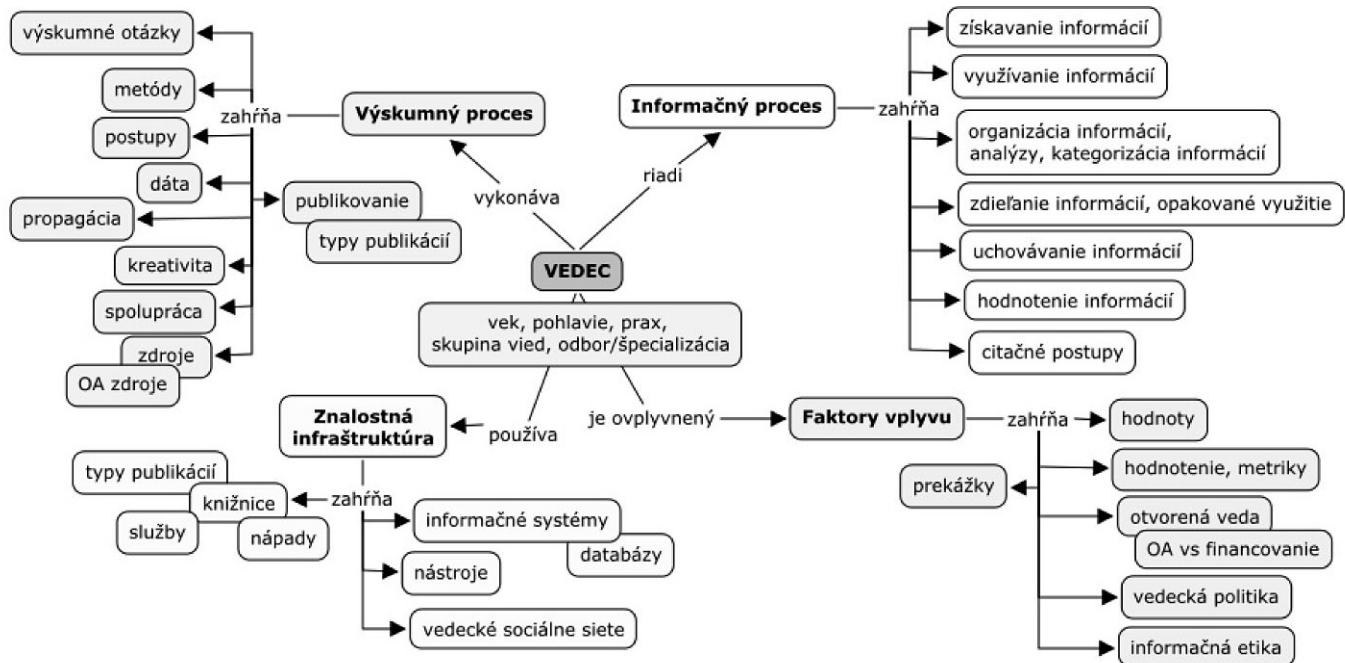 výskumné otázky
metódy
zahŕňa
postupy
dáta
propagácia
kreativita
spolupráca
zdroje
OA zdroje
publikovanie
typy publikácií
Výskumný proces
vykonáva
Informačný proces
riadi
zahŕňa
získavanie informácií
využívanie informácií
organizácia informácií,
analýzy, kategorizácia informácií
zdieľanie informácií, opakované využitie
uchovávanie informácií
hodnotenie informácií
citačné postupy
VEDEC
vek, pohlavie, prax,
skupina vied, odbor/špecializácia
používa
Znalostná
infraštruktúra
zahŕňa
typy publikácií
knižnice
služby
nápady
informačné systémy
databázy
nástroje
vedecké sociálne siete
je ovplyvnený
Faktory vplyvu
zahŕňa
prekážky
hodnoty
hodnotenie, metriky
otvorená veda
OA vs financovanie
vedecká politika
informačná etika